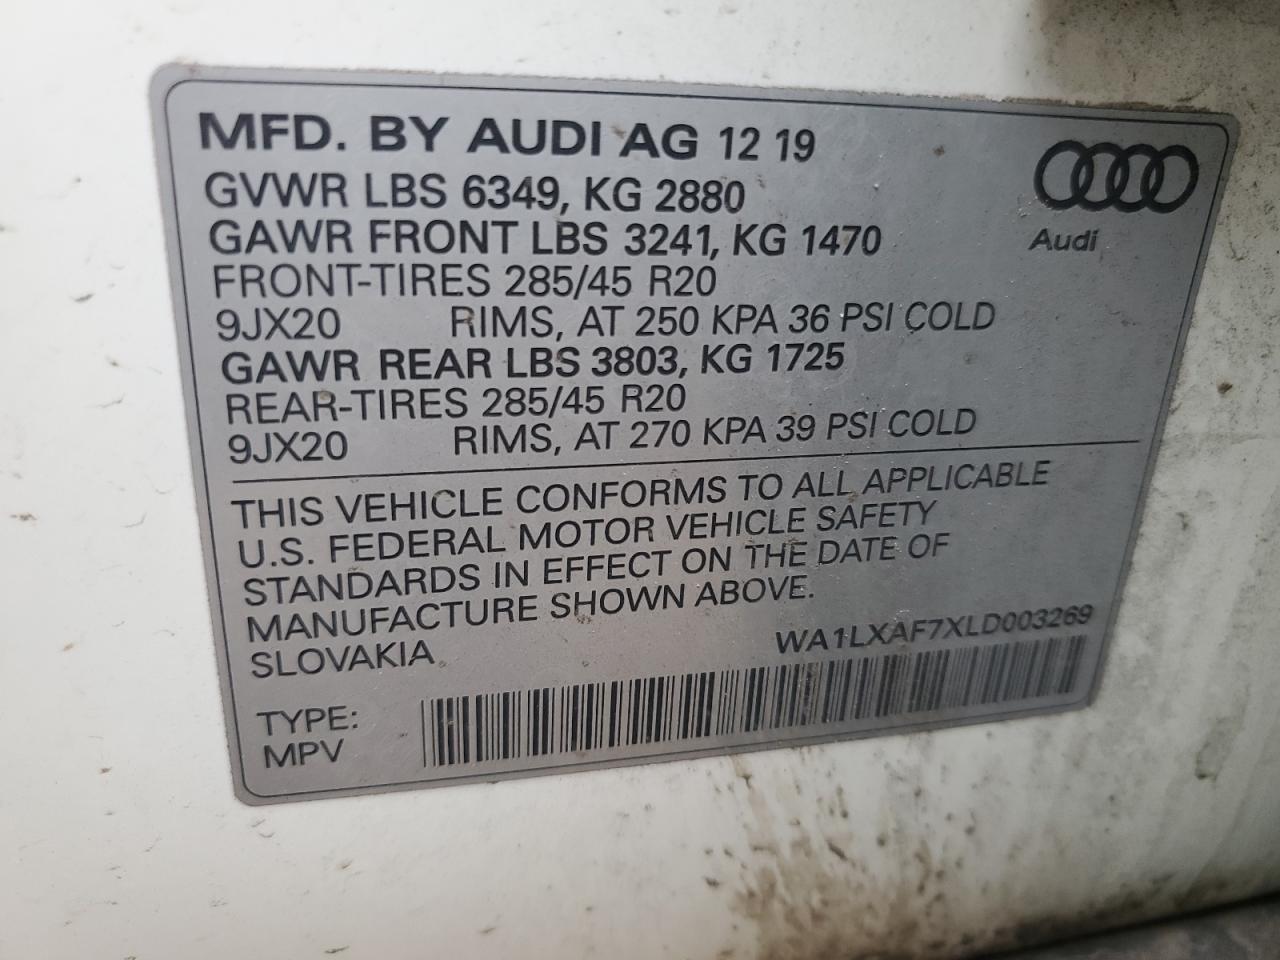 MFD. BY AUDI AG 12 19
GVWR LBS 6349, KG 2880
GAWR FRONT LBS 3241, KG 1470
Audi
FRONT-TIRES 285/45 R20
9JX20 RIMS, AT 250 KPA 36 PSI COLD
GAWR REAR LBS 3803, KG 1725
REAR-TIRES 285/45 R20
9JX20 RIMS, AT 270 KPA 39 PSI COLD
THIS VEHICLE CONFORMS TO ALL APPLICABLE
U.S. FEDERAL MOTOR VEHICLE SAFETY
STANDARDS IN EFFECT ON THE DATE OF
MANUFACTURE SHOWN ABOVE.
SLOVAKIA WA1LXAF7XLD003269
TYPE:
MPV